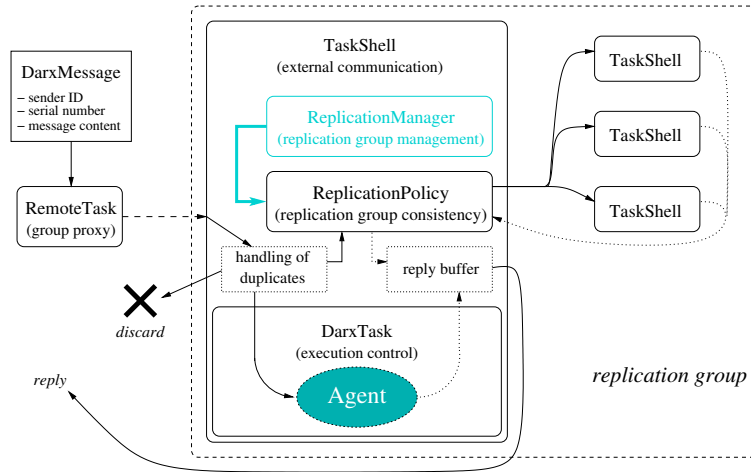 TaskShell
(external communication)
DarxMessage
– sender ID
– serial number
– message content
TaskShell
ReplicationManager
(replication group management)
TaskShell
ReplicationPolicy
(replication group consistency)
RemoteTask
(group proxy)
TaskShell
handling of
duplicates
reply buffer
discard
DarxTask
(execution control)
Agent
reply
replication group